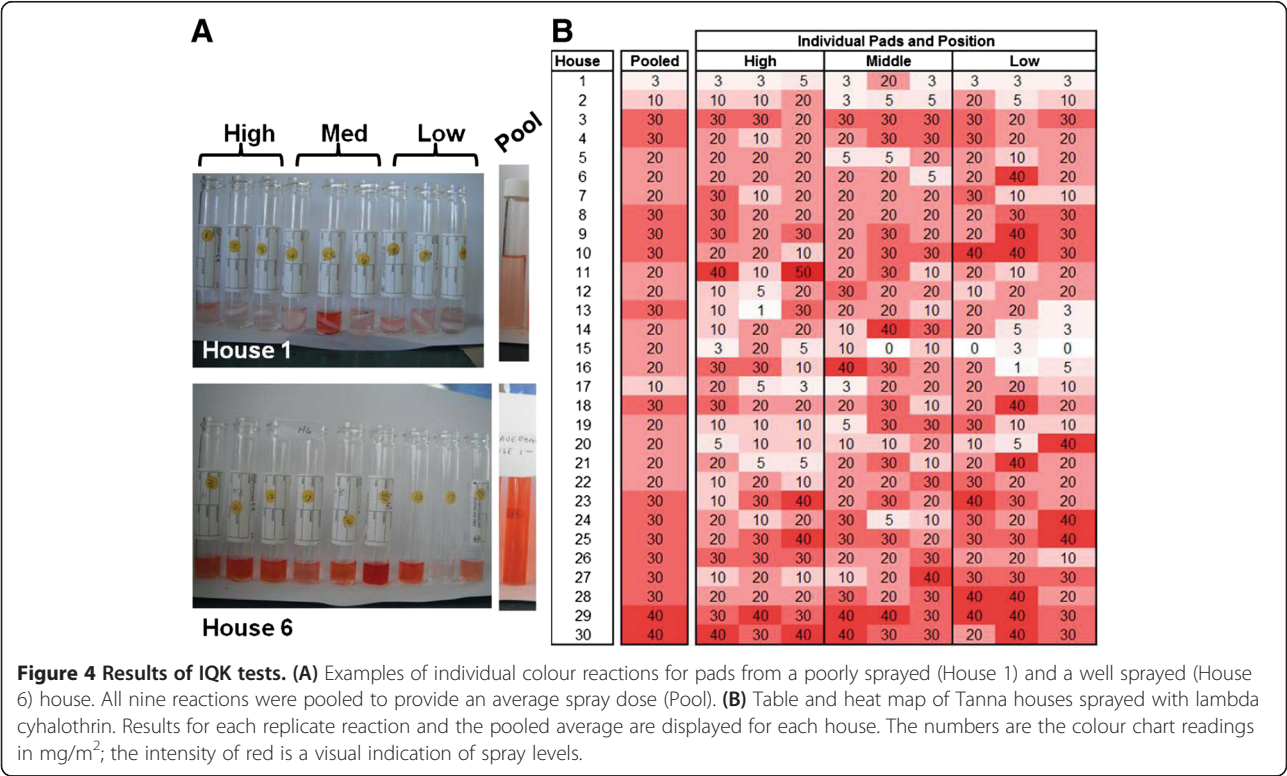 A
B
High Med Low Pool
House 1
House 6
Individual Pads and Position
House Pooled High Middle Low
1 3 3 3 5 3 20 3 3 3 3
2 10 10 10 20 3 5 5 20 5 10
3 30 30 30 20 30 30 30 30 20 30
4 30 20 10 20 20 30 30 30 20 20
5 20 20 20 20 5 5 20 20 10 20
6 20 20 20 20 20 20 5 20 40 20
7 20 30 10 20 20 20 20 30 10 10
8 30 30 20 20 20 20 20 20 30 30
9 30 30 20 30 20 30 20 20 40 30
10 30 20 20 10 20 30 30 40 40 30
11 20 40 10 50 20 30 10 20 10 20
12 20 10 5 20 30 20 20 10 20 20
13 30 10 1 30 20 20 10 20 20 3
14 20 10 20 20 10 40 30 20 5 3
15 20 3 20 5 10 0 10 0 3 0
16 20 30 30 10 40 30 20 20 1 5
17 10 20 5 3 3 20 20 20 20 10
18 30 30 20 20 20 30 10 20 40 20
19 20 10 10 10 5 30 30 30 10 10
20 20 5 10 10 10 10 20 10 5 40
21 20 20 5 5 20 30 10 20 40 20
22 20 10 20 10 20 20 30 30 20 20
23 30 10 30 40 20 30 20 40 30 20
24 30 20 10 20 30 5 10 30 20 40
25 30 20 30 40 30 30 20 30 30 40
26 30 30 30 30 20 20 30 20 20 10
27 30 10 20 10 10 20 40 30 30 30
28 30 20 20 20 30 20 30 40 40 20
29 40 30 40 30 40 40 30 40 40 30
30 40 40 30 40 40 30 30 20 40 30
Figure 4 Results of IQK tests. (A) Examples of individual colour reactions for pads from a poorly sprayed (House 1) and a well sprayed (House
6) house. All nine reactions were pooled to provide an average spray dose (Pool). (B) Table and heat map of Tanna houses sprayed with lambda
cyhalothrin. Results for each replicate reaction and the pooled average are displayed for each house. The numbers are the colour chart readings
in mg/m²; the intensity of red is a visual indication of spray levels.